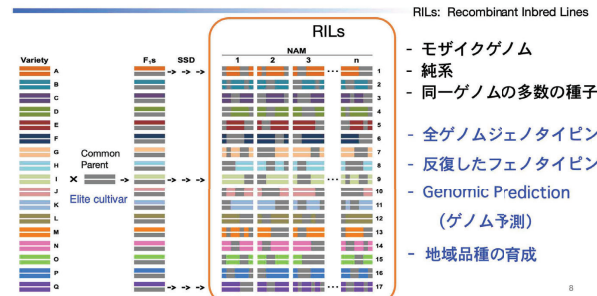 RILs: Recombinant Inbred Lines
RILs
Variety
F1s
SSD
NAM
1 2 3 n
A 1
B 2
C 3
D 4
E 5
F 6
G 7
H 8
I 9
J 10
K 11
L 12
M 13
N 14
O 15
P 16
Q 17
Common
Parent
Elite cultivar
- モザイクゲノム
- 純系
- 同一ゲノムの多数の種子
- 全ゲノムジェノタイピン
- 反復したフェノタイピン
- Genomic Prediction
（ゲノム予測）
- 地域品種の育成
8